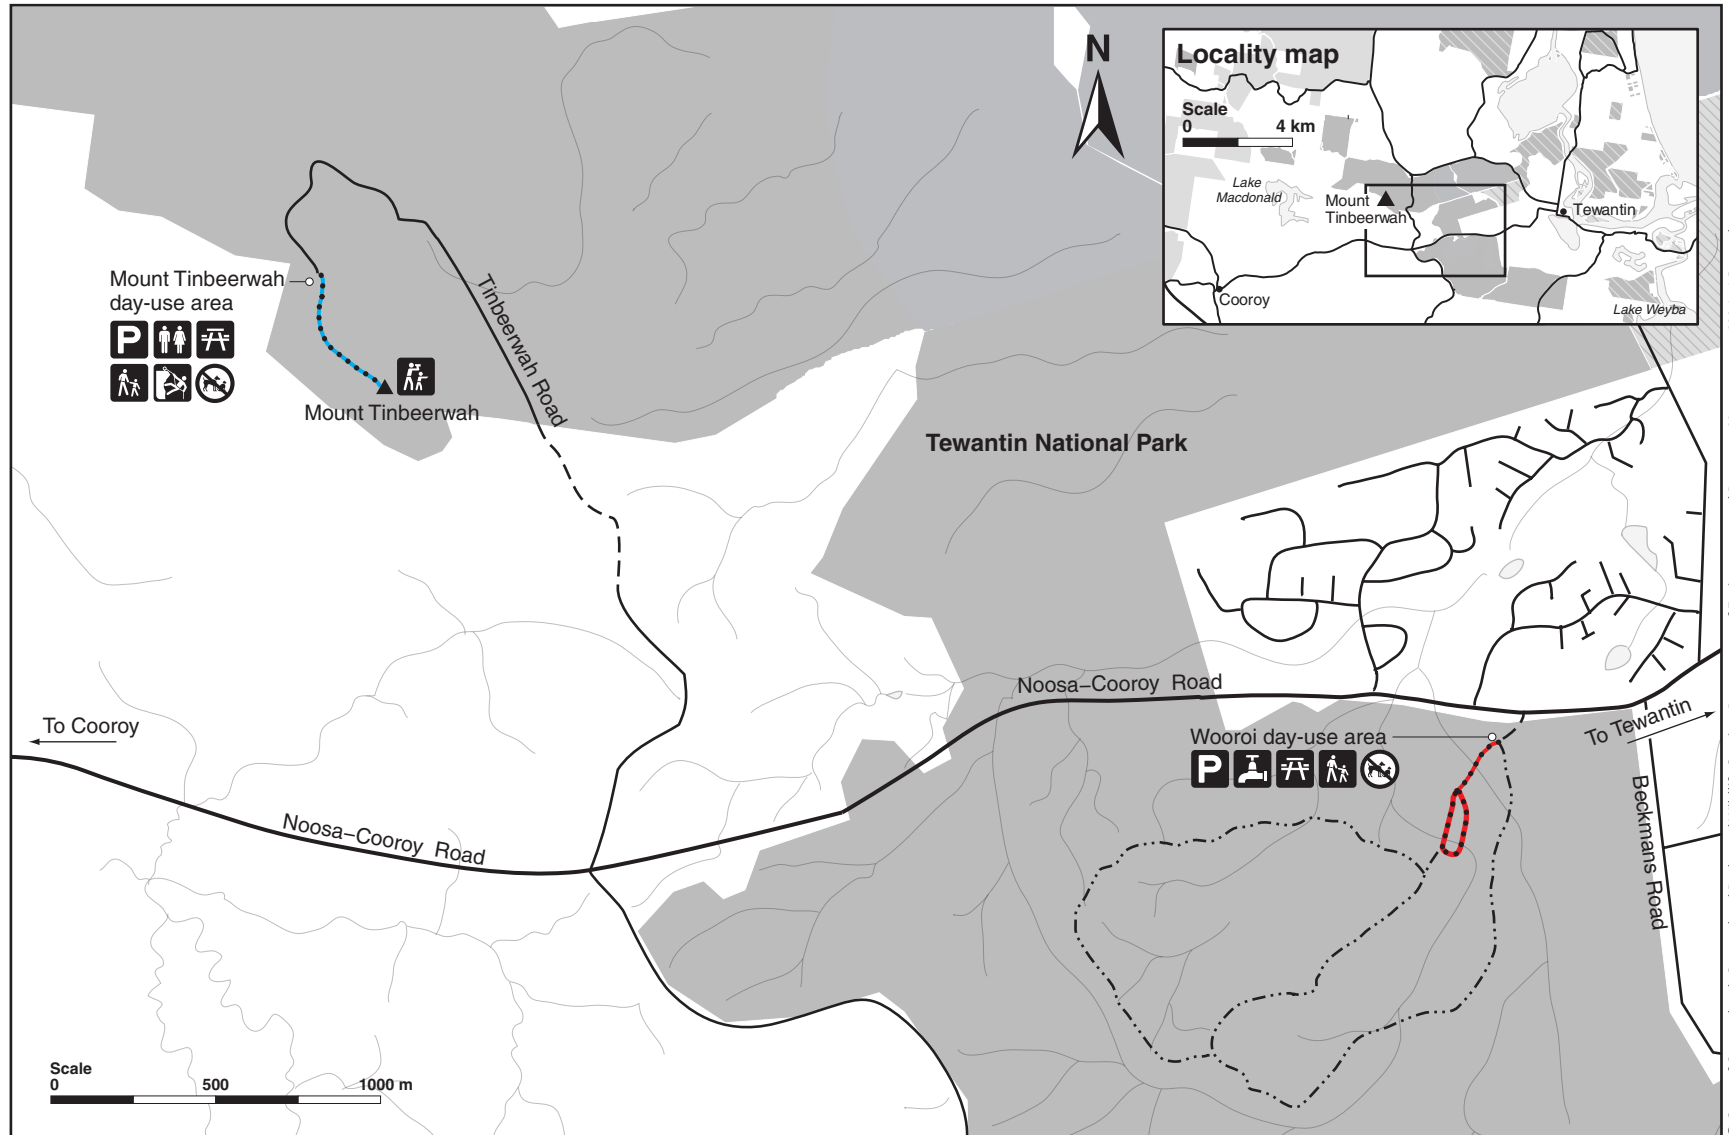 N
Locality map
Scale
0 4 km
Lake
Macdonald
Mount
Tinbeerwah
Tewantin
Cooroy
Lake Weyba
Mount Tinbeerwah
day-use area
P
Mount Tinbeerwah
Tinbeerwah Road
Tewantin National Park
Noosa–Cooroy Road
To Cooroy
Wooroi day-use area
P
To Tewantin
Noosa–Cooroy Road
Beckmans Road
Scale
0 500 1000 m